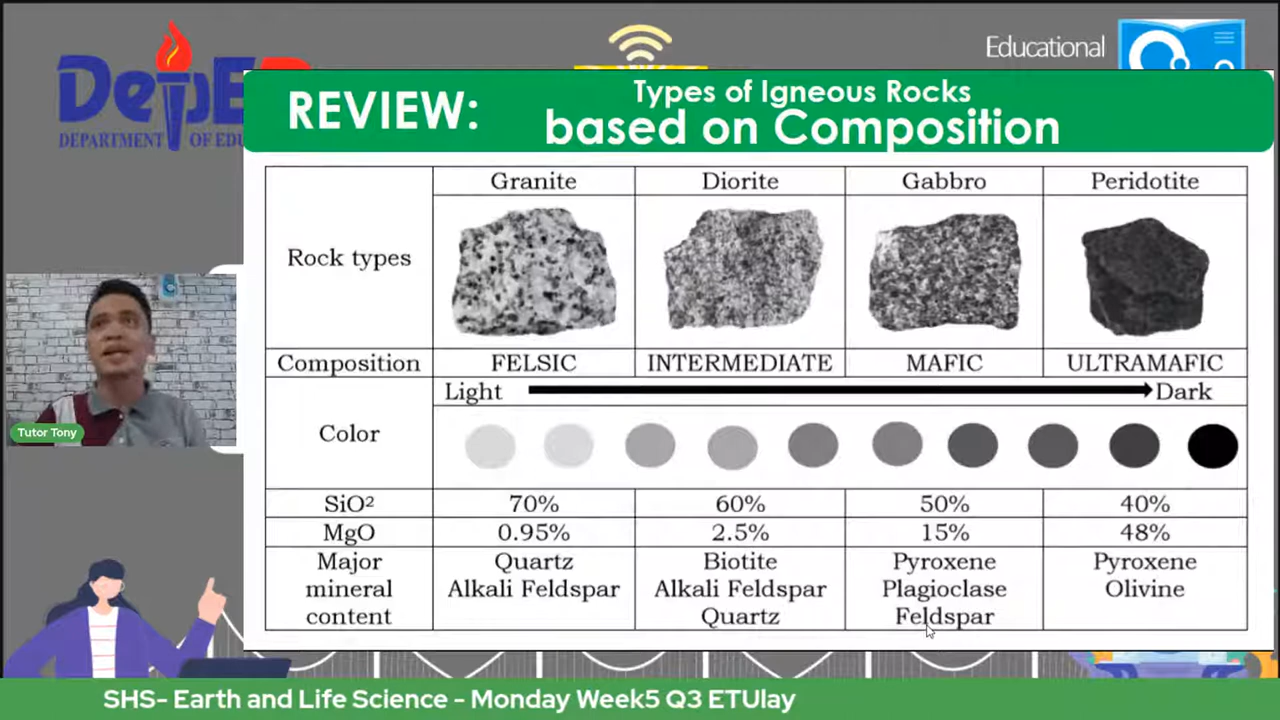 DepED
DEPARTMENT OF EDU
Educational
REVIEW:
Types of Igneous Rocks
based on Composition
Rock types
Granite
Diorite
Gabbro
Peridotite
Composition
FELSIC
INTERMEDIATE
MAFIC
ULTRAMAFIC
Color
Light
Dark
SiO²
70%
60%
50%
40%
MgO
0.95%
2.5%
15%
48%
Major
mineral
content
Quartz
Alkali Feldspar
Biotite
Alkali Feldspar
Quartz
Pyroxene
Plagioclase
Feldspar
Pyroxene
Olivine
Tutor Tony
SHS- Earth and Life Science - Monday Week5 Q3 ETUlay